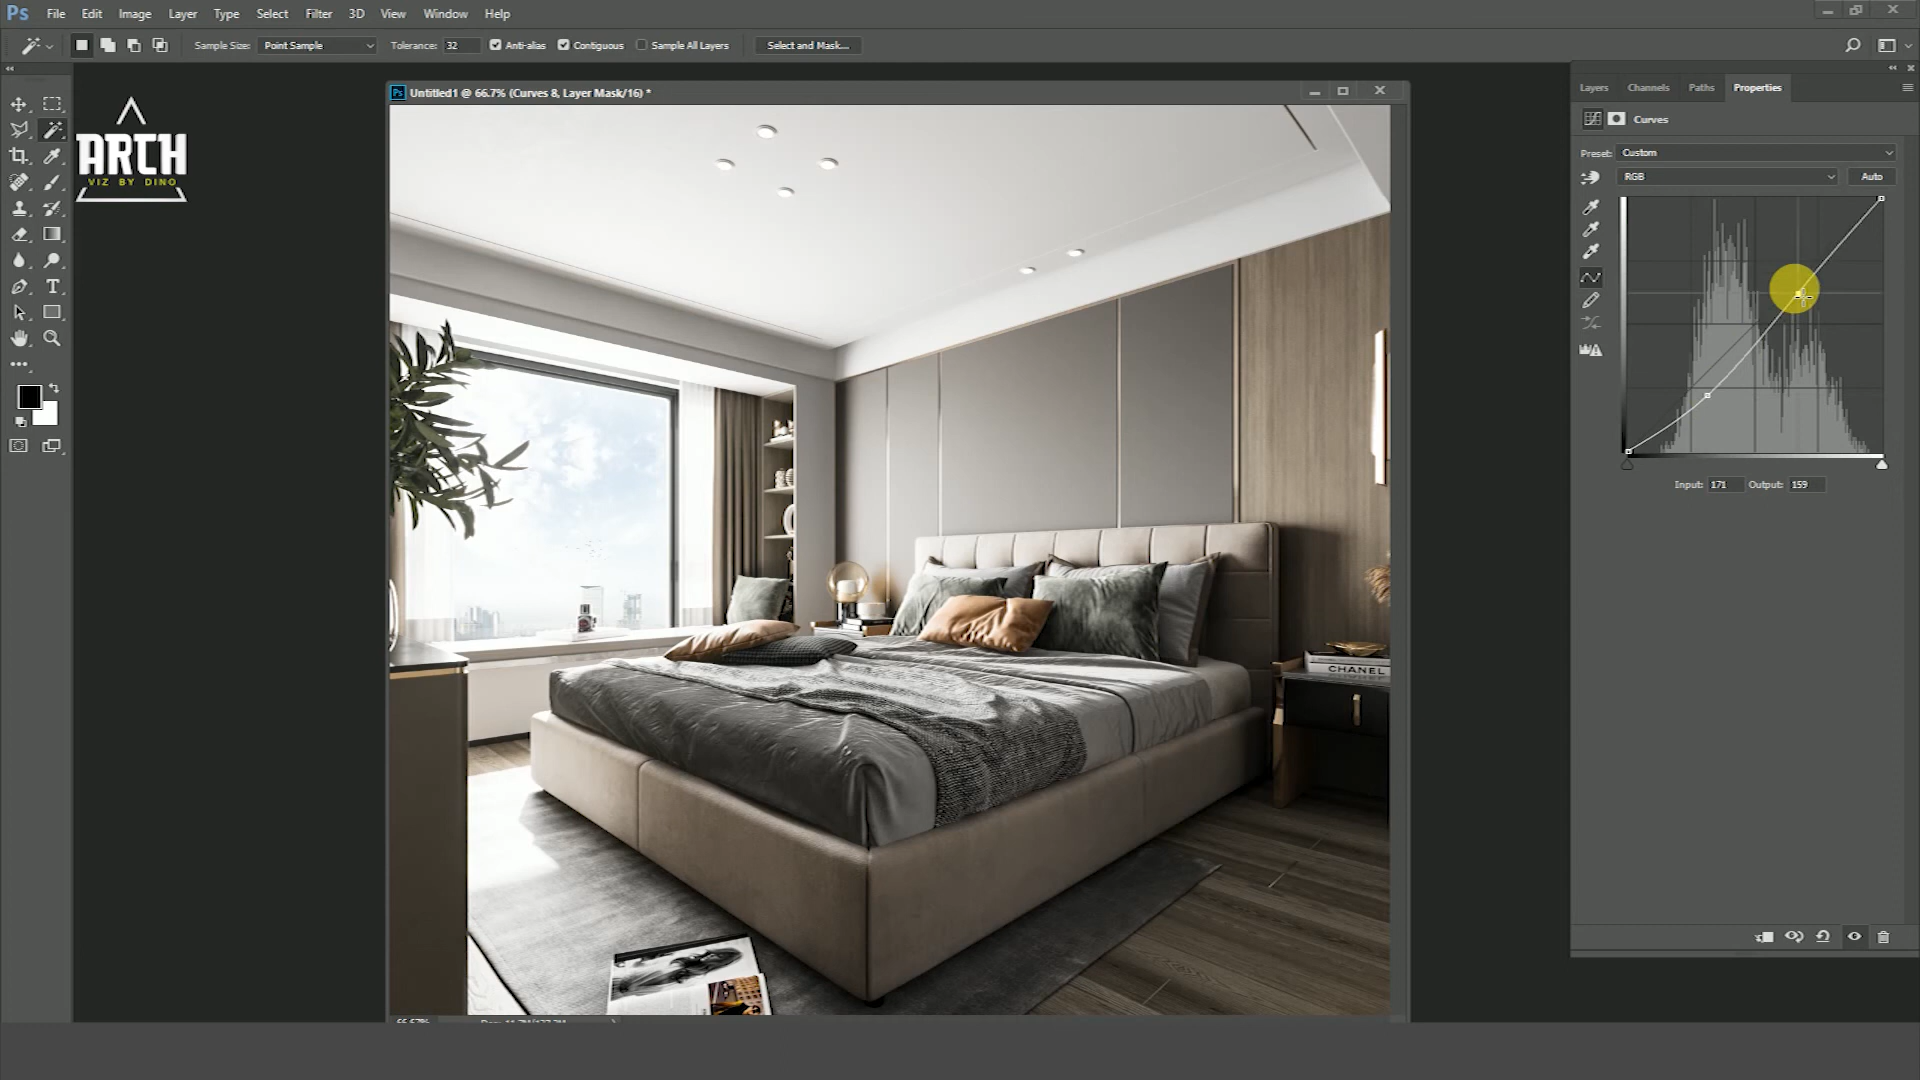 Ps File Edit Image Layer Type Select Filter 3D View Window Help
Sample Size: Point Sample Tolerance: 32 Anti-alias Contiguous Sample All Layers Select and Mask...
Ps Untitled1 @ 66.7% (Curves 8, Layer Mask/16) *
Layers Channels Paths Properties
Curves
Preset: Custom
RGB Auto
Input: 171 Output: 159
ARCH
VIZ BY DINO
T
CHANEL